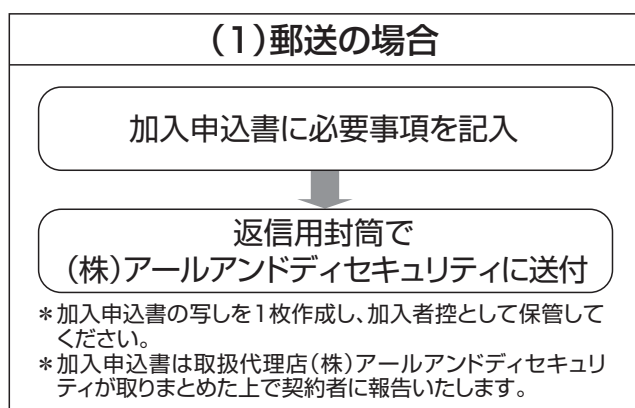 (1)郵送の場合
加入申込書に必要事項を記入
返信用封筒で
(株)アールアンドディセキュリティに送付
*加入申込書の写しを1枚作成し、加入者控として保管して
ください。
*加入申込書は取扱代理店(株)アールアンドディセキュリ
ティが取りまとめた上で契約者に報告いたします。